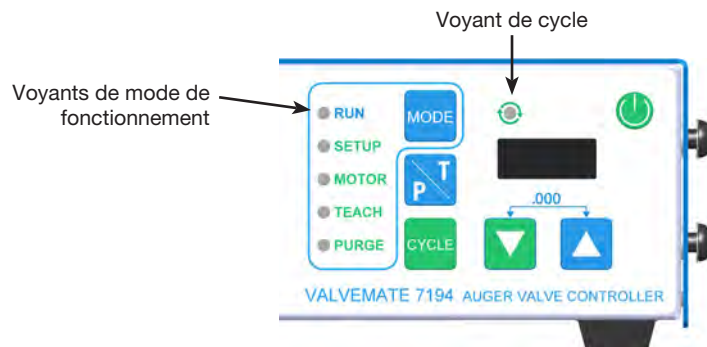 Voyant de cycle
Voyants de mode de
fonctionnement
RUN
MODE
SETUP
MOTOR
P T
.000
TEACH
PURGE
CYCLE
VALVEMATE 7194 AUGER VALVE CONTROLLER